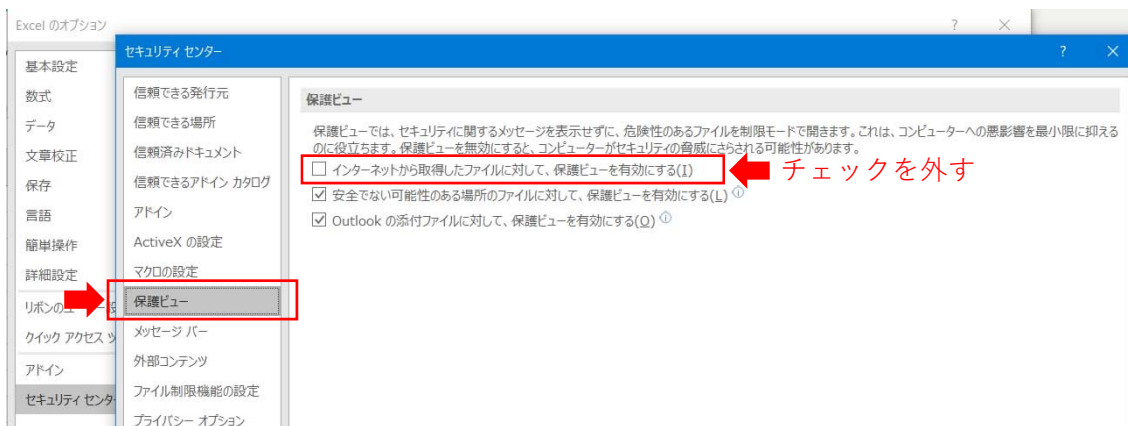 Excel のオプション
? ×
セキュリティ センター
? ×
基本設定
数式
データ
文章校正
保存
言語
簡単操作
詳細設定
リボンのユーザー設
クイック アクセス ツ
アドイン
セキュリティ センタ
信頼できる発行元
信頼できる場所
信頼済みドキュメント
信頼できるアドイン カタログ
アドイン
ActiveX の設定
マクロの設定
保護ビュー
メッセージ バー
外部コンテンツ
ファイル制限機能の設定
プライバシー オプション
保護ビュー
保護ビューでは、セキュリティに関するメッセージを表示せずに、危険性のあるファイルを制限モードで開きます。これは、コンピューターへの悪影響を最小限に抑える
のに役立ちます。保護ビューを無効にすると、コンピューターがセキュリティの脅威にさらされる可能性があります。
インターネットから取得したファイルに対して、保護ビューを有効にする(I)
チェックを外す
安全でない可能性のある場所のファイルに対して、保護ビューを有効にする(L)
Outlook の添付ファイルに対して、保護ビューを有効にする(O)